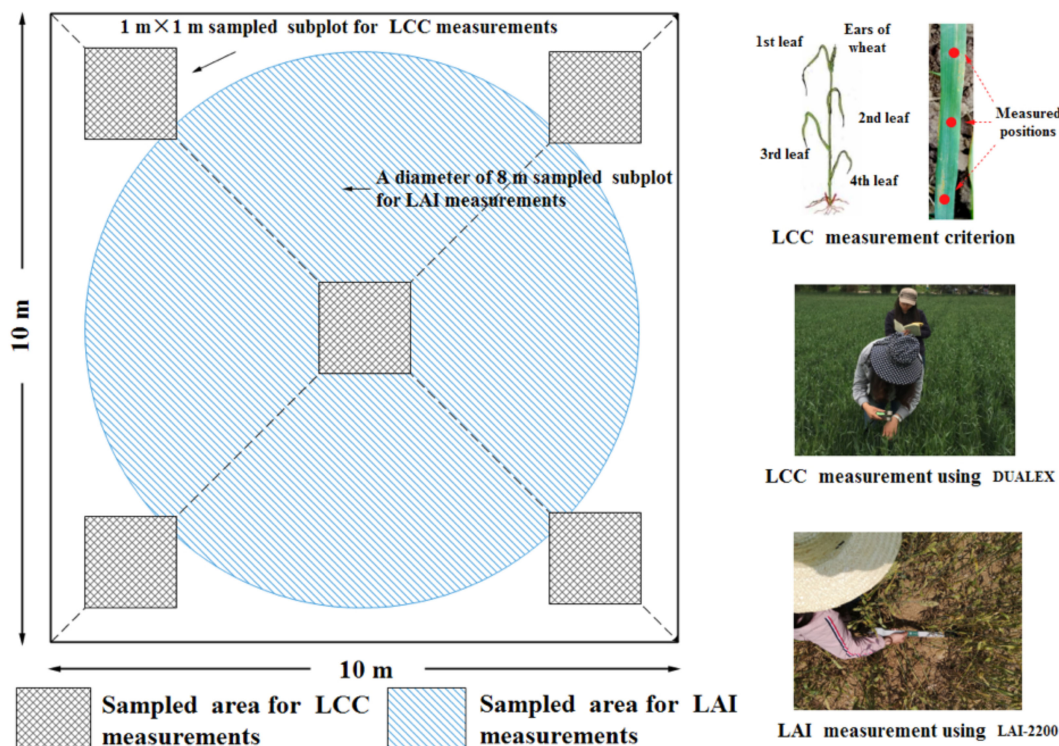 1 m×1 m sampled subplot for LCC measurements
A diameter of 8 m sampled subplot
for LAI measurements
10 m
10 m
Sampled area for LCC
measurements
Sampled area for LAI
measurements
1st leaf
Ears of
wheat
2nd leaf
3rd leaf
4th leaf
Measured
positions
LCC measurement criterion
LCC measurement using DUALEX
LAI measurement using LAI-2200